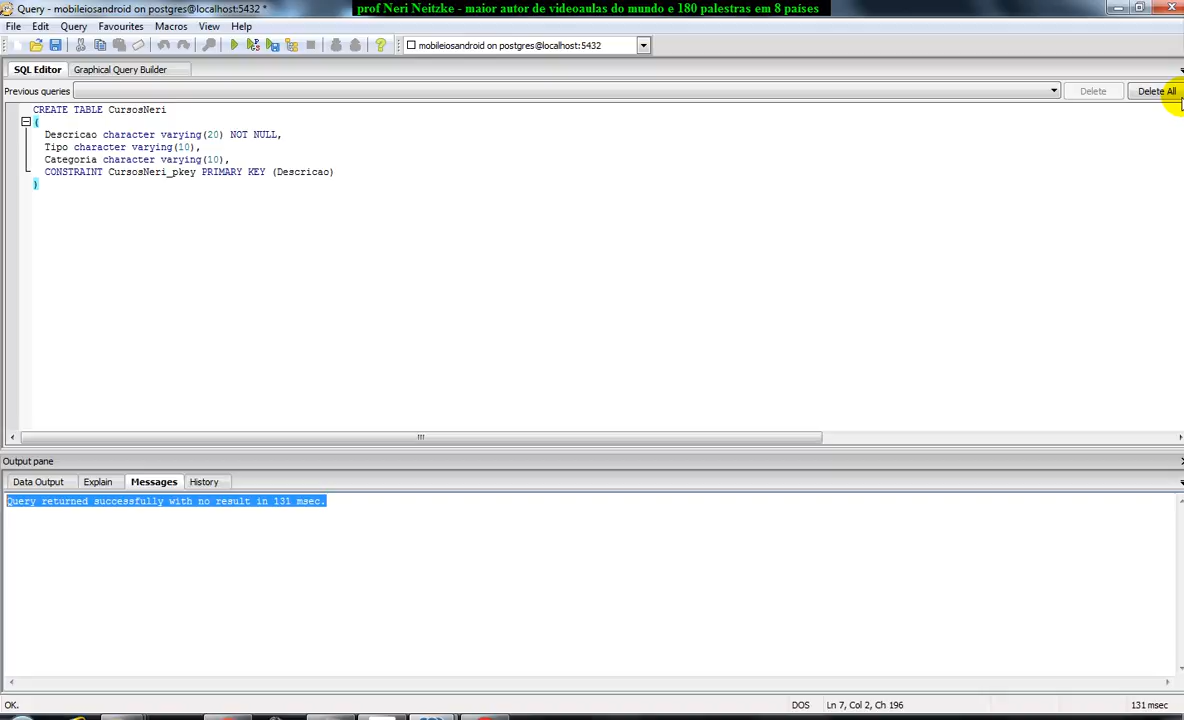 Query - mobileiosandroid on postgres@localhost:5432 *
prof Neri Neitzke - maior autor de videoaulas do mundo e 180 palestras em 8 países
File Edit Query Favourites Macros View Help
mobileiosandroid on postgres@localhost:5432
SQL Editor Graphical Query Builder
Previous queries Delete Delete All
CREATE TABLE CursosNeri
(
Descricao character varying(20) NOT NULL,
Tipo character varying(10),
Categoria character varying(10),
CONSTRAINT CursosNeri_pkey PRIMARY KEY (Descricao)
)
Output pane
Data Output Explain Messages History
Query returned successfully with no result in 131 msec.
OK. DOS Ln 7, Col 2, Ch 196 131 msec